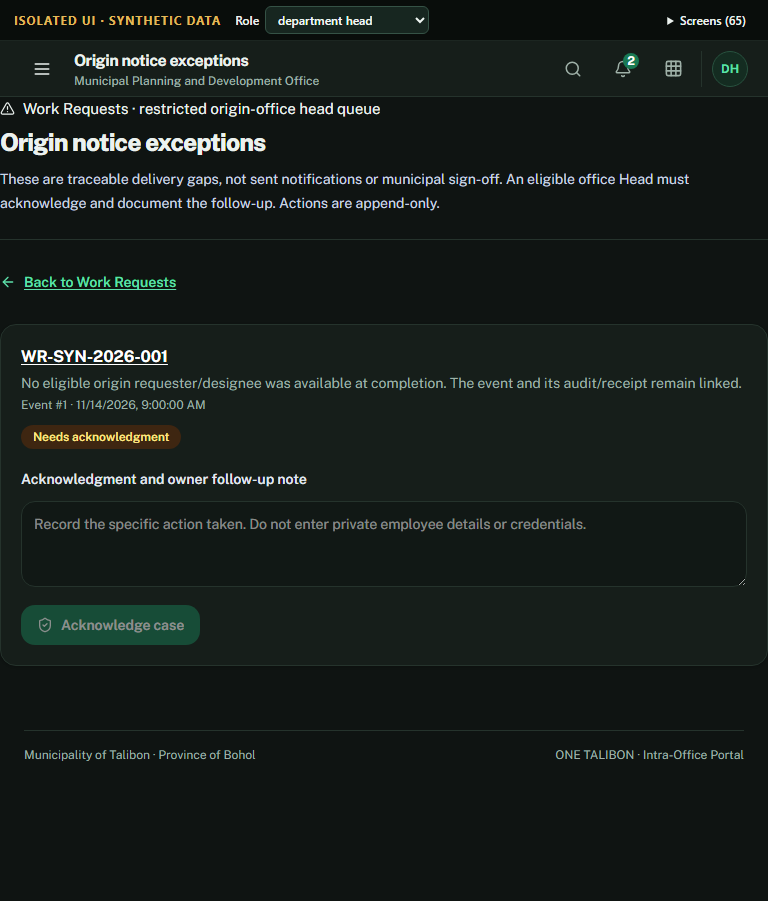 ISOLATED UI · SYNTHETIC DATA Role department head Screens (65)
Origin notice exceptions
Municipal Planning and Development Office
2
DH
Work Requests · restricted origin-office head queue
Origin notice exceptions
These are traceable delivery gaps, not sent notifications or municipal sign-off. An eligible office Head must
acknowledge and document the follow-up. Actions are append-only.
Back to Work Requests
WR-SYN-2026-001
No eligible origin requester/designee was available at completion. The event and its audit/receipt remain linked.
Event #1 · 11/14/2026, 9:00:00 AM
Needs acknowledgment
Acknowledgment and owner follow-up note
Record the specific action taken. Do not enter private employee details or credentials.
Acknowledge case
Municipality of Talibon · Province of Bohol ONE TALIBON · Intra-Office Portal